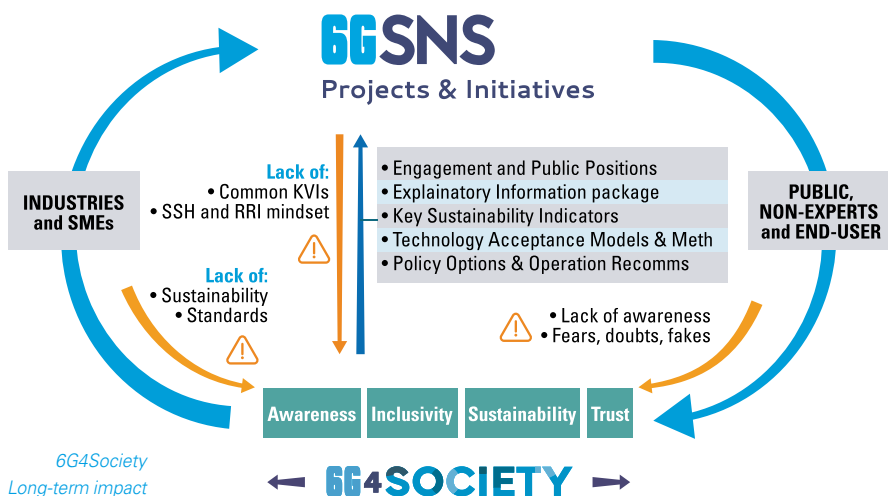 6GSNS
Projects & Initiatives
Lack of:
• Common KVIs
• SSH and RRI mindset
• Engagement and Public Positions
• Explainatory Information package
• Key Sustainability Indicators
• Technology Acceptance Models & Meth
• Policy Options & Operation Recomms
INDUSTRIES
and SMEs
PUBLIC,
NON-EXPERTS
and END-USER
Lack of:
• Sustainability
• Standards
• Lack of awareness
• Fears, doubts, fakes
Awareness
Inclusivity
Sustainability
Trust
6G4Society
Long-term impact
6G4SOCIETY